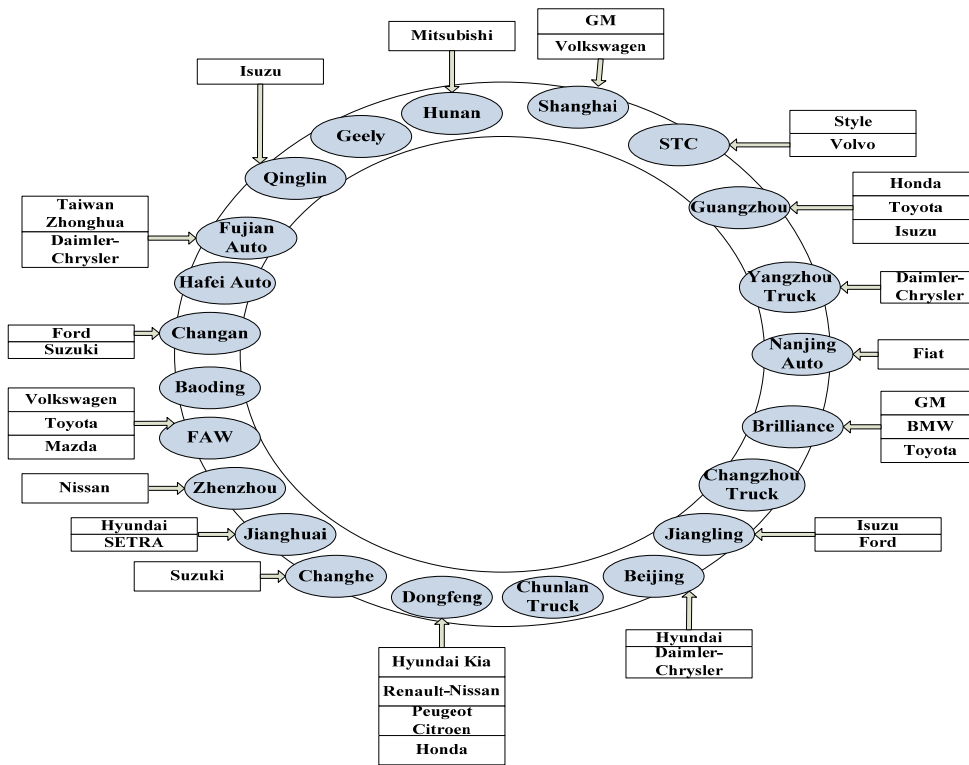 GM
Volkswagen
Mitsubishi
Isuzu
Shanghai
Hunan
Geely
STC
Style
Volvo
Qinglin
Honda
Toyota
Isuzu
Guangzhou
Taiwan
Zhonghua
Daimler-
Chrysler
Fujian
Auto
Hafei Auto
Yangzhou
Truck
Daimler-
Chrysler
Ford
Suzuki
Changan
Nanjing
Auto
Fiat
Baoding
Volkswagen
Toyota
Mazda
FAW
Brilliance
GM
BMW
Toyota
Nissan
Zhenzhou
Changzhou
Truck
Hyundai
SETRA
Jianghuai
Jiangling
Isuzu
Ford
Suzuki
Changhe
Dongfeng
Chunlan
Truck
Beijing
Hyundai
Daimler-
Chrysler
Hyundai Kia
Renault-Nissan
Peugeot
Citroen
Honda